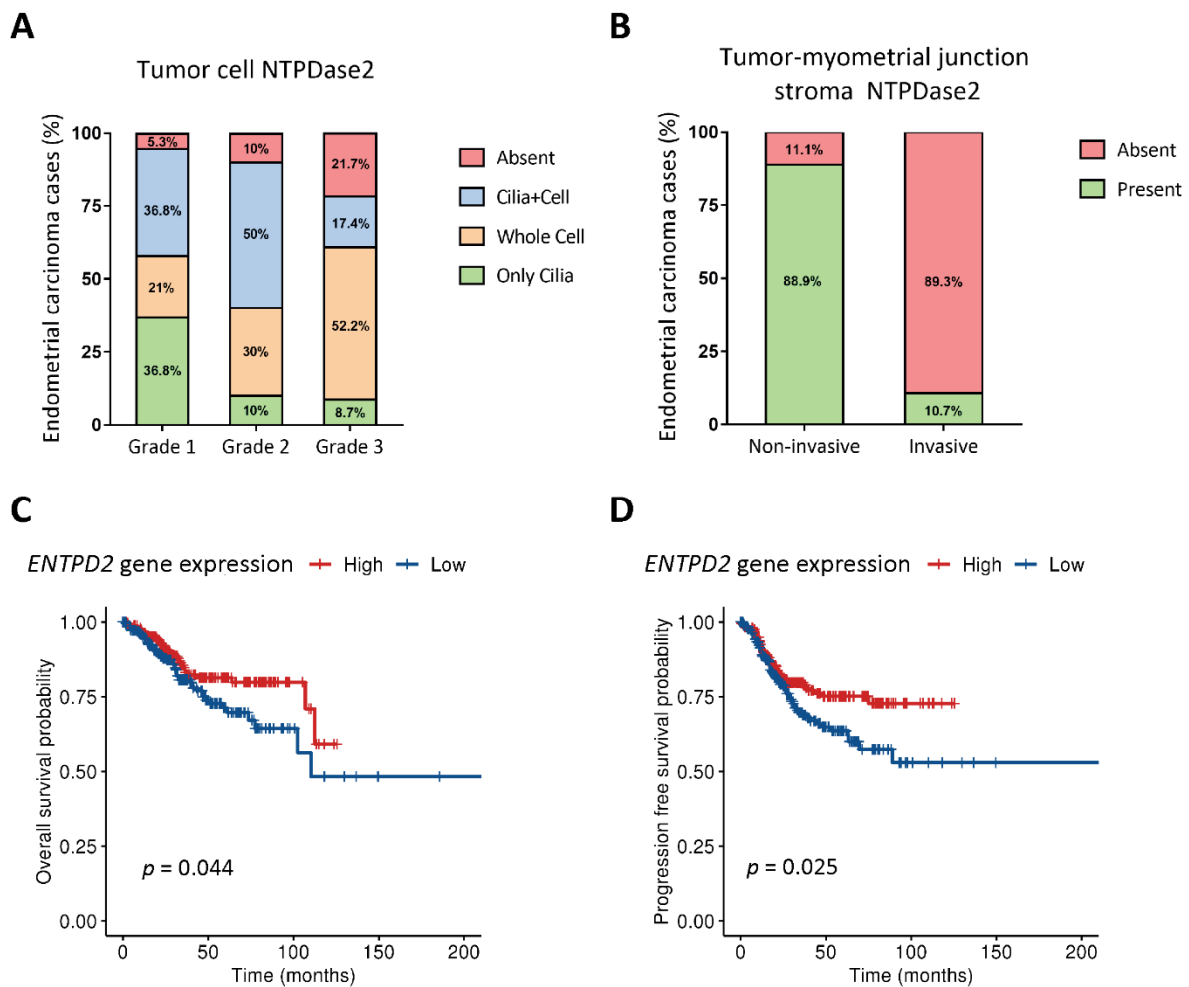 A
Tumor cell NTPDase2
Endometrial carcinoma cases (%)
100
75
50
25
0
5.3%
36.8%
21%
36.8%
10%
50%
30%
10%
21.7%
17.4%
52.2%
8.7%
Grade 1 Grade 2 Grade 3
Absent
Cilia+Cell
Whole Cell
Only Cilia
B
Tumor-myometrial junction
stroma NTPDase2
Endometrial carcinoma cases (%)
100
75
50
25
0
11.1%
88.9%
89.3%
10.7%
Non-invasive Invasive
Absent
Present
C
ENTPD2 gene expression High Low
Overall survival probability
1.00
0.75
0.50
0.25
0.00
p = 0.044
0 50 100 150 200
Time (months)
D
ENTPD2 gene expression High Low
Progression free survival probability
1.00
0.75
0.50
0.25
0.00
p = 0.025
0 50 100 150 200
Time (months)